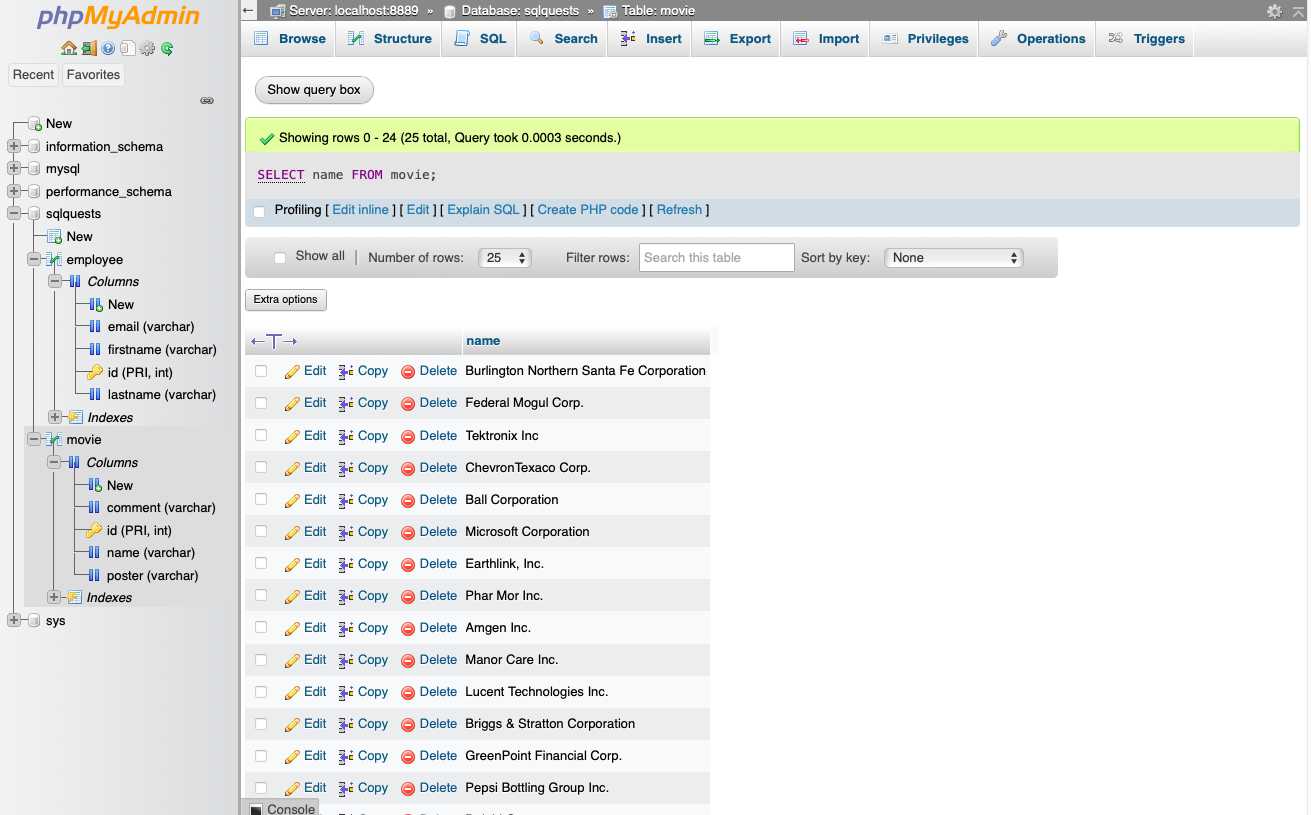 phpMyAdmin
Recent Favorites
New
information_schema
mysql
performance_schema
sqlquests
New
employee
Columns
New
email (varchar)
firstname (varchar)
id (PRI, int)
lastname (varchar)
Indexes
movie
Columns
New
comment (varchar)
id (PRI, int)
name (varchar)
poster (varchar)
Indexes
sys
Server: localhost:8889 » Database: sqlquests » Table: movie
Browse Structure SQL Search Insert Export Import Privileges Operations Triggers
Show query box
Showing rows 0 - 24 (25 total, Query took 0.0003 seconds.)
SELECT name FROM movie;
Profiling [ Edit inline ] [ Edit ] [ Explain SQL ] [ Create PHP code ] [ Refresh ]
Show all | Number of rows: 25 Filter rows: Search this table Sort by key: None
Extra options
←T→ name
Edit Copy Delete Burlington Northern Santa Fe Corporation
Edit Copy Delete Federal Mogul Corp.
Edit Copy Delete Tektronix Inc
Edit Copy Delete ChevronTexaco Corp.
Edit Copy Delete Ball Corporation
Edit Copy Delete Microsoft Corporation
Edit Copy Delete Earthlink, Inc.
Edit Copy Delete Phar Mor Inc.
Edit Copy Delete Amgen Inc.
Edit Copy Delete Manor Care Inc.
Edit Copy Delete Lucent Technologies Inc.
Edit Copy Delete Briggs & Stratton Corporation
Edit Copy Delete GreenPoint Financial Corp.
Edit Copy Delete Pepsi Bottling Group Inc.
Console